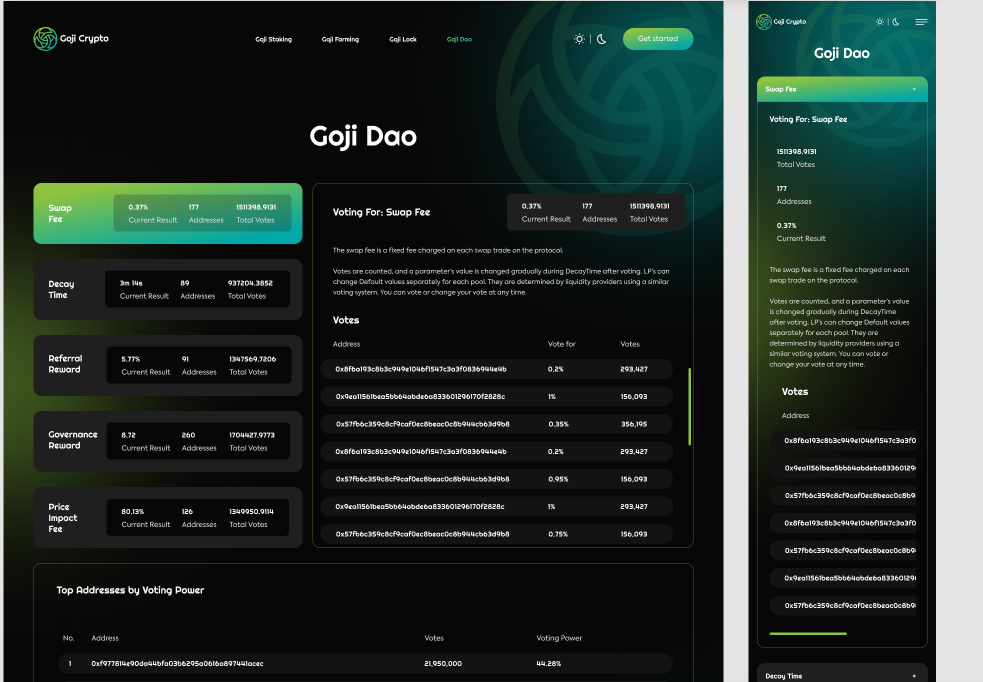 Goji Crypto
Goji Staking Goji Farming Goji Lock Goji Dao
Get started
Goji Dao
Swap Fee
0.37% 177 1511398.9131
Current Result Addresses Total Votes
Decay Time
3m 14s 89 937204.3852
Current Result Addresses Total Votes
Referral Reward
5.77% 91 1347569.7206
Current Result Addresses Total Votes
Governance Reward
8.72 260 1704427.9773
Current Result Addresses Total Votes
Price Impact Fee
80.13% 126 1349950.9114
Current Result Addresses Total Votes
Voting For: Swap Fee
0.37% 177 1511398.9131
Current Result Addresses Total Votes
The swap fee is a fixed fee charged on each swap trade on the protocol.
Votes are counted, and a parameter's value is changed gradually during DecayTime after voting. LP's can
change Default values separately for each pool. They are determined by liquidity providers using a similar
voting system. You can vote or change your vote at any time.
Votes
Address Vote for Votes
0x8f6a193c8b3c949e1046f1547c3a3f0836944e4b 0.2% 293,427
0x9ea11561bea5bb64abde6a833601296170f2828c 1% 156,093
0x57fb6c359c8cf9caf0ec8beac0c8b944cb63d9b8 0.35% 356,195
0x8f6a193c8b3c949e1046f1547c3a3f0836944e4b 0.2% 293,427
0x57fb6c359c8cf9caf0ec8beac0c8b944cb63d9b8 0.95% 156,093
0x9ea11561bea5bb64abde6a833601296170f2828c 1% 293,427
0x57fb6c359c8cf9caf0ec8beac0c8b944cb63d9b8 0.75% 156,093
Top Addresses by Voting Power
No. Address Votes Voting Power
1 0xf977814e90da44bfa03b6295a0616a897441acec 21,950,000 44.28%
Goji Crypto
Goji Dao
Swap Fee -
Voting For: Swap Fee
1511398.9131
Total Votes
177
Addresses
0.37%
Current Result
The swap fee is a fixed fee charged on each
swap trade on the protocol.
Votes are counted, and a parameter's value
is changed gradually during DecayTime
after voting. LP's can change Default values
separately for each pool. They are
determined by liquidity providers using a
similar voting system. You can vote or
change your vote at any time.
Votes
Address
0x8f6a193c8b3c949e1046f1547c3a3f0
0x9ea11561bea5bb64abde6a833601296
0x57fb6c359c8cf9caf0ec8beac0c8b9
0x8f6a193c8b3c949e1046f1547c3a3f0
0x57fb6c359c8cf9caf0ec8beac0c8b9
0x9ea11561bea5bb64abde6a833601296
0x57fb6c359c8cf9caf0ec8beac0c8b9
Decay Time +